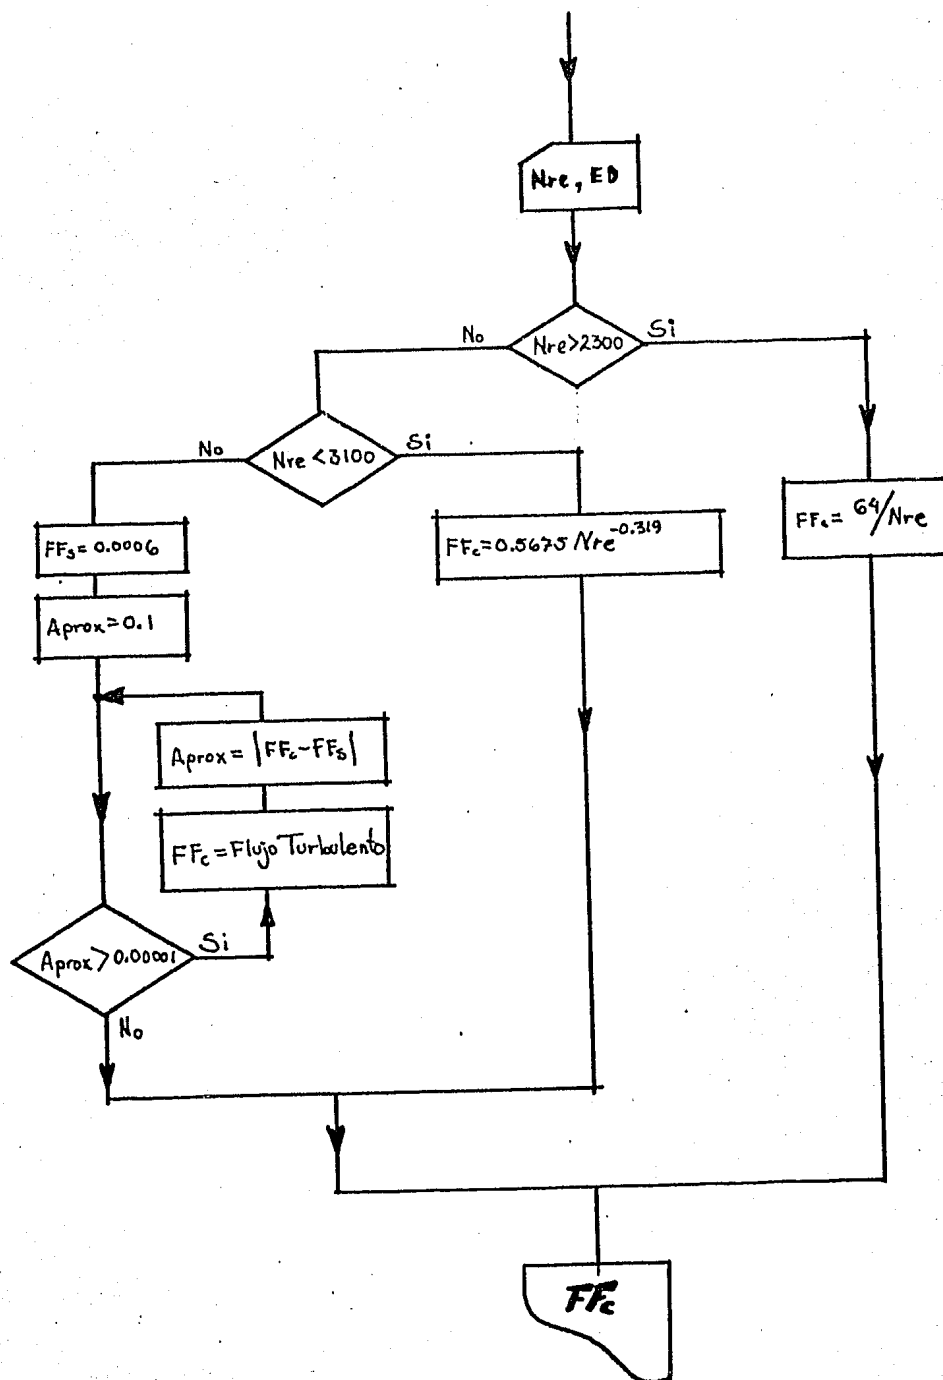 Nre, ED
Nre>2300
No
Si
Nre <3100
No
Si
FFs=0.0006
Aprox=0.1
FFc=0.5675 Nre^-0.319
FFc= 64/Nre
Aprox= |FFc-FFs|
FFc=Flujo Turbulento
Aprox>0.00001
Si
No
FFc